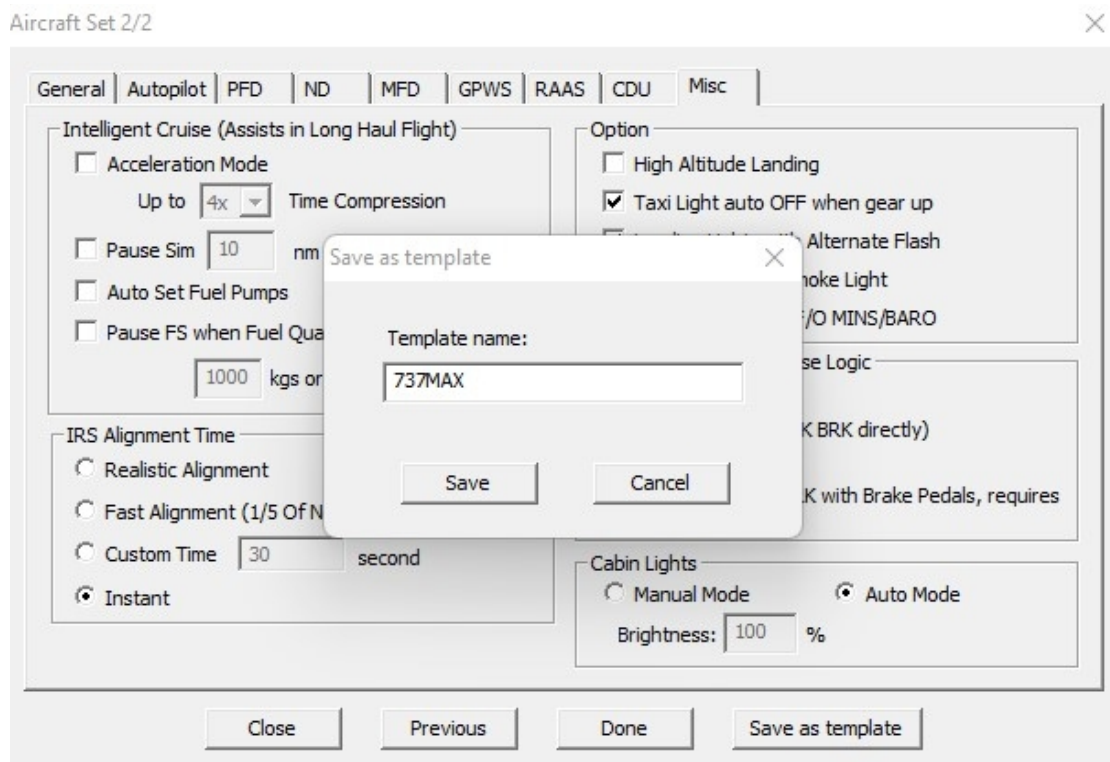 Aircraft Set 2/2
General Autopilot PFD ND MFD GPWS RAAS CDU Misc
Intelligent Cruise (Assists in Long Haul Flight)
Acceleration Mode
Up to 4x Time Compression
Pause Sim 10 nm
Auto Set Fuel Pumps
Pause FS when Fuel Qua
1000 kgs or
IRS Alignment Time
Realistic Alignment
Fast Alignment (1/5 Of N
Custom Time 30 second
Instant
Option
High Altitude Landing
Taxi Light auto OFF when gear up
Alternate Flash
oke Light
/O MINS/BARO
se Logic
K BRK directly)
K with Brake Pedals, requires
Cabin Lights
Manual Mode Auto Mode
Brightness: 100 %
Save as template
Template name:
737MAX
Save Cancel
Close Previous Done Save as template